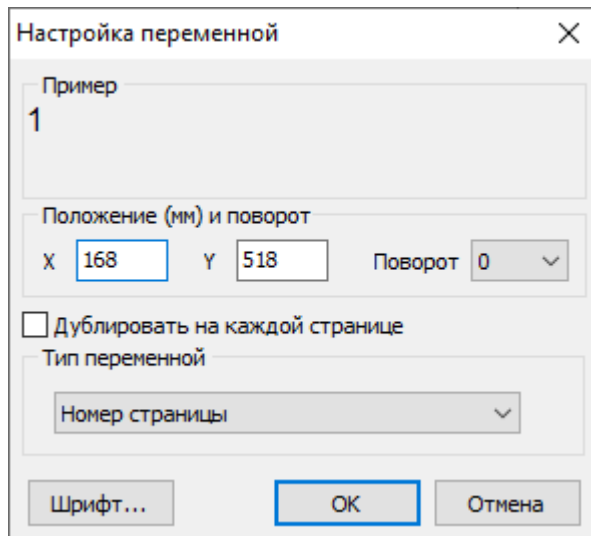 Настройка переменной
Пример
1
Положение (мм) и поворот
X 168 Y 518 Поворот 0
Дублировать на каждой странице
Тип переменной
Номер страницы
Шрифт... OK Отмена